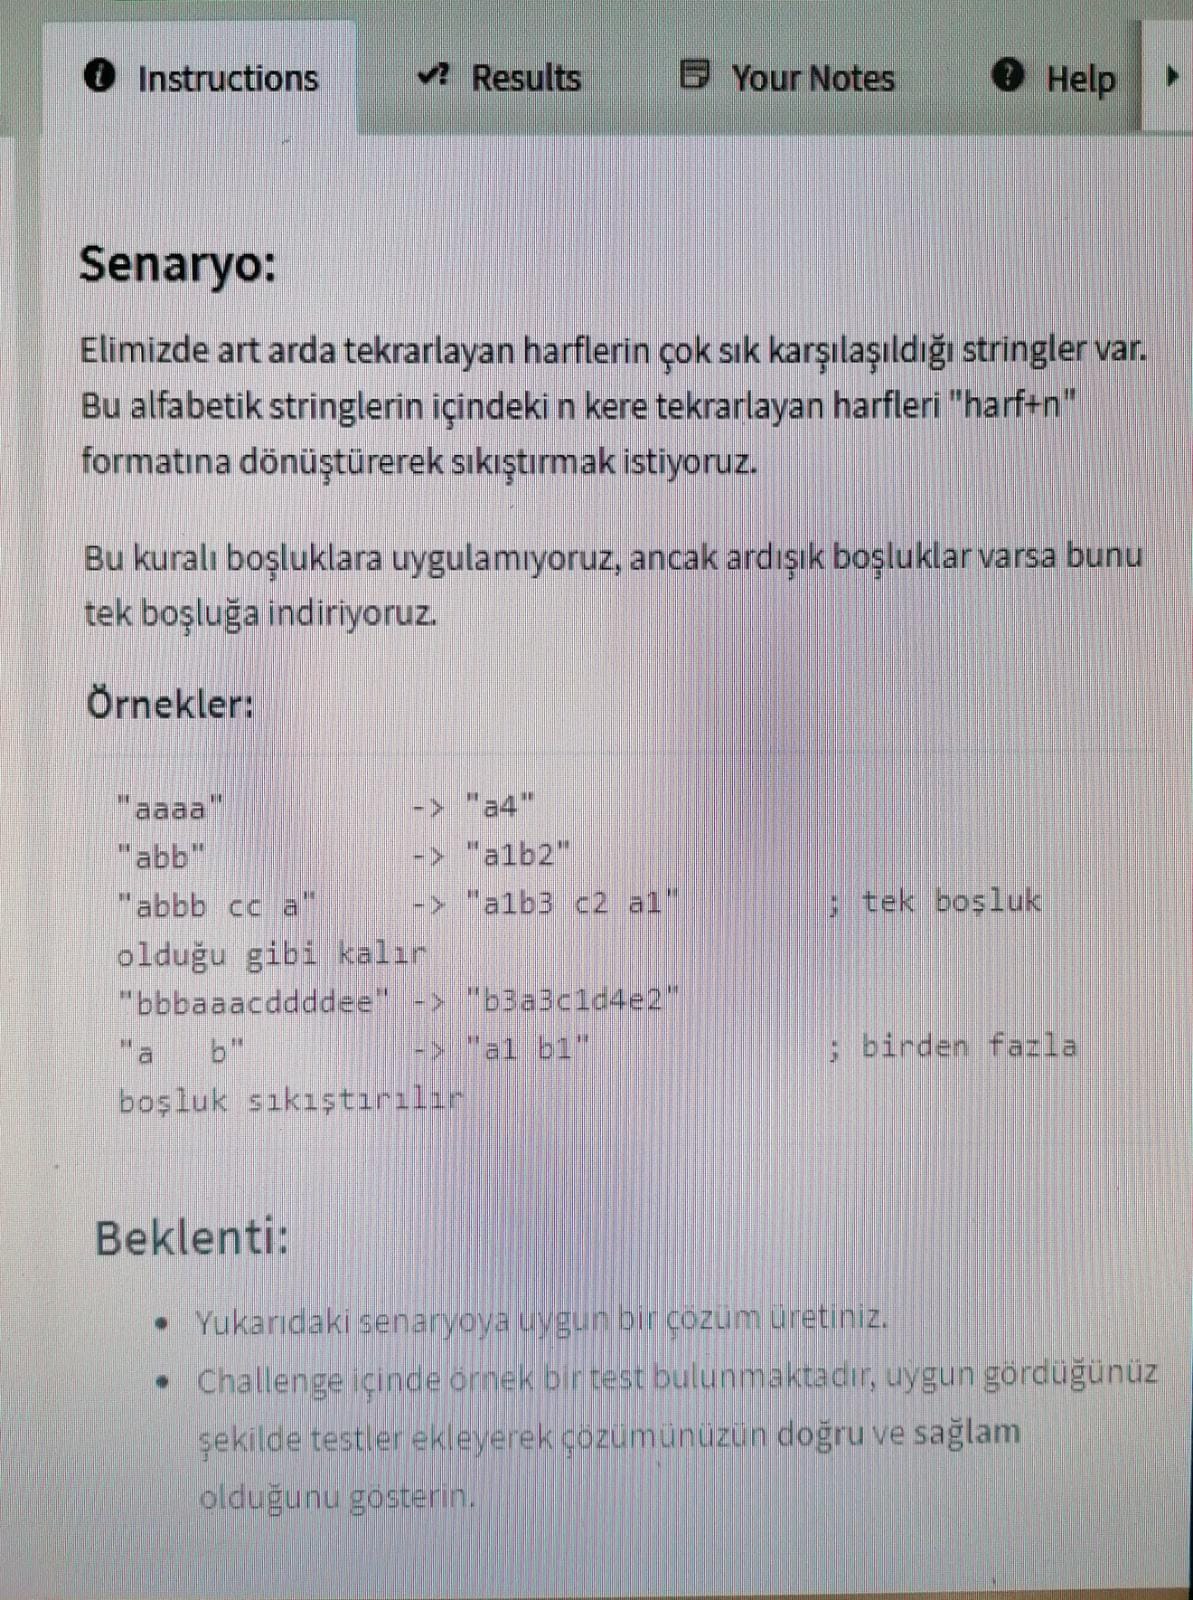 Instructions Results Your Notes Help
Senaryo:
Elimizde art arda tekrarlayan harflerin çok sık karşılaşıldığı stringler var.
Bu alfabetik stringlerin içindeki n kere tekrarlayan harfleri "harf+n"
formatına dönüştürerek sıkıştırmak istiyoruz.
Bu kuralı boşluklara uygulamıyoruz, ancak ardışık boşluklar varsa bunu
tek boşluğa indiriyoruz.
Örnekler:
"aaaa" -> "a4"
"abb" -> "a1b2"
"abbb cc a" -> "a1b3 c2 a1" ; tek boşluk
olduğu gibi kalır
"bbbaaacddddee" -> "b3a3c1d4e2"
"a   b" -> "a1 b1" ; birden fazla
boşluk sıkıştırılır
Beklenti:
• Yukarıdaki senaryoya uygun bir çözüm üretiniz.
• Challenge içinde örnek bir test bulunmaktadır, uygun gördüğünüz
şekilde testler ekleyerek çözümünüzün doğru ve sağlam
olduğunu gösterin.